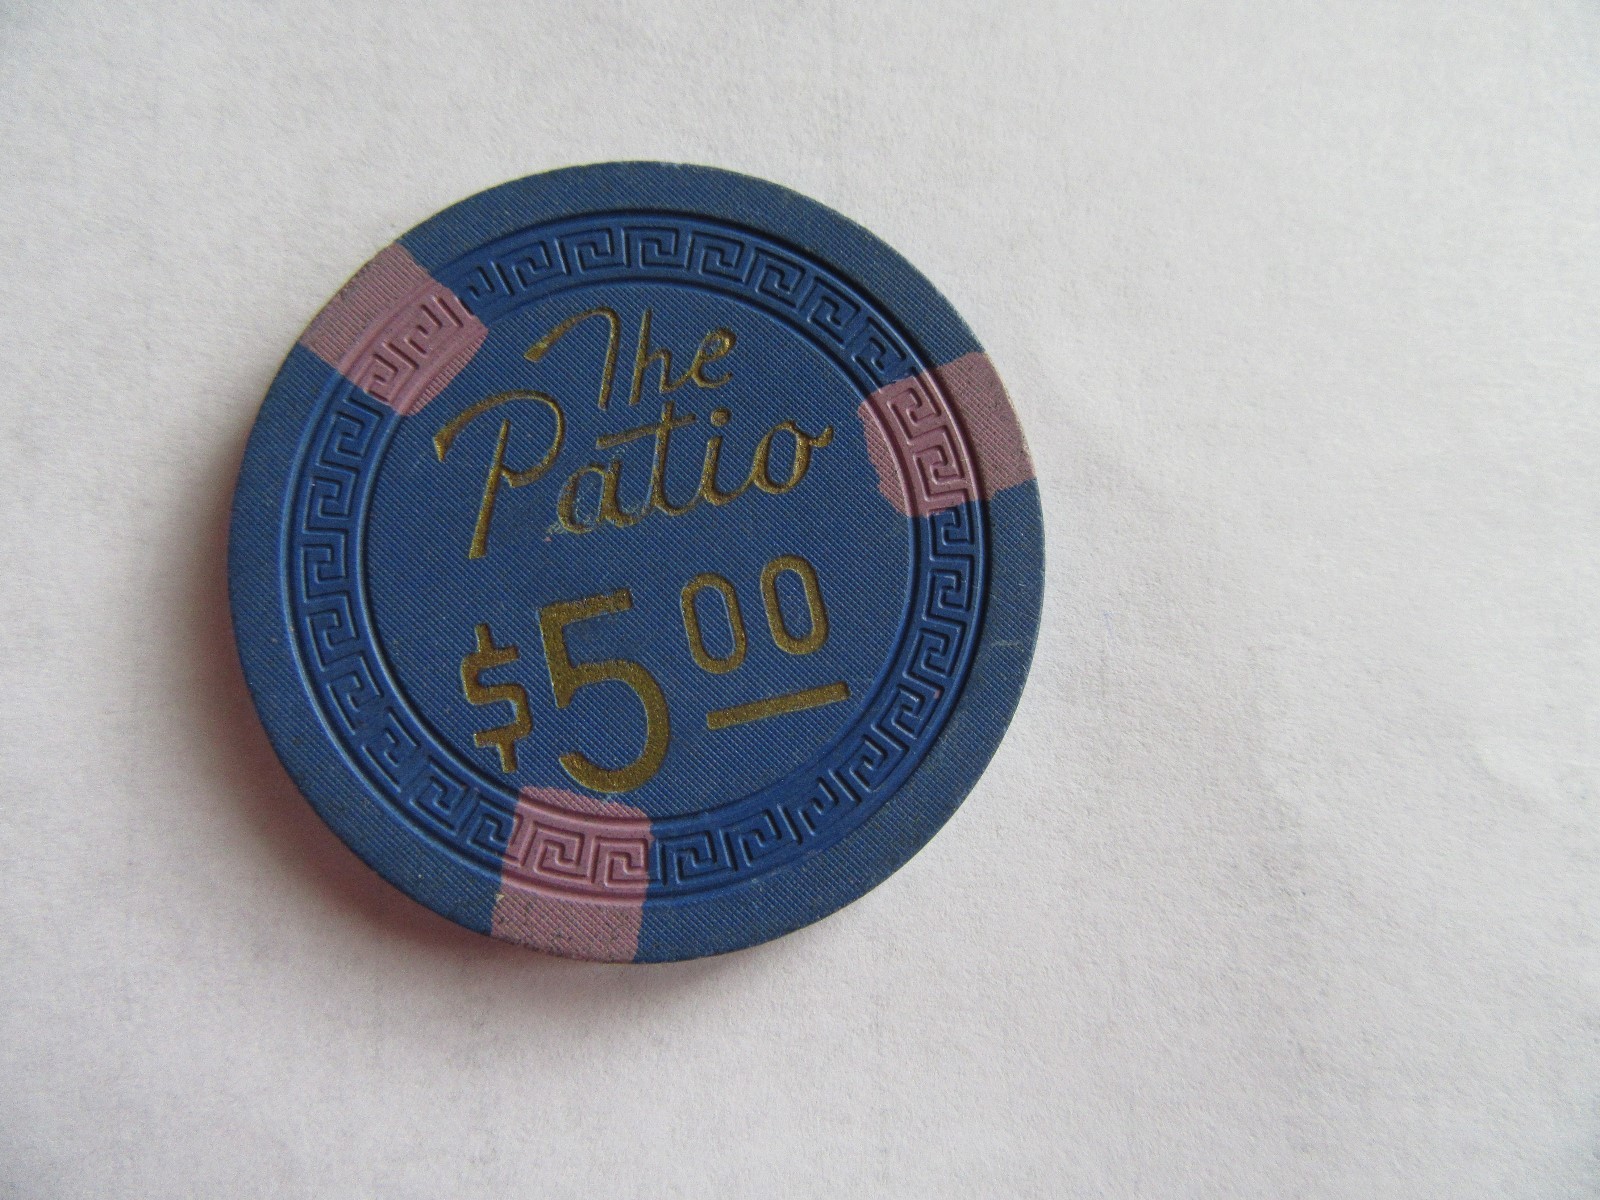 The
Patio
$5.00